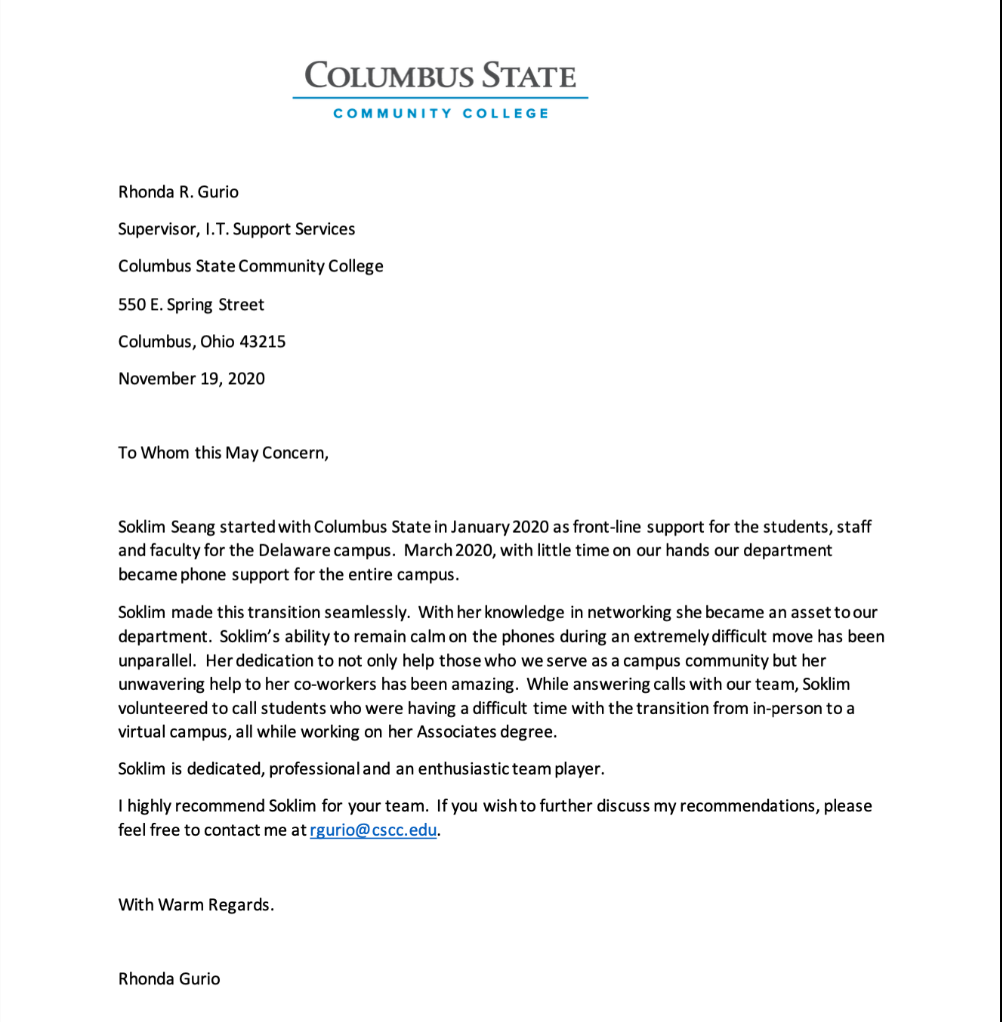 COLUMBUS STATE
COMMUNITY COLLEGE
Rhonda R. Gurio
Supervisor, I.T. Support Services
Columbus State Community College
550 E. Spring Street
Columbus, Ohio 43215
November 19, 2020
To Whom this May Concern,
Soklim Seang started with Columbus State in January 2020 as front-line support for the students, staff
and faculty for the Delaware campus.  March 2020, with little time on our hands our department
became phone support for the entire campus.
Soklim made this transition seamlessly.  With her knowledge in networking she became an asset to our
department.  Soklim’s ability to remain calm on the phones during an extremely difficult move has been
unparallel.  Her dedication to not only help those who we serve as a campus community but her
unwavering help to her co-workers has been amazing.  While answering calls with our team, Soklim
volunteered to call students who were having a difficult time with the transition from in-person to a
virtual campus, all while working on her Associates degree.
Soklim is dedicated, professional and an enthusiastic team player.
I highly recommend Soklim for your team.  If you wish to further discuss my recommendations, please
feel free to contact me at rgurio@cscc.edu.
With Warm Regards.
Rhonda Gurio